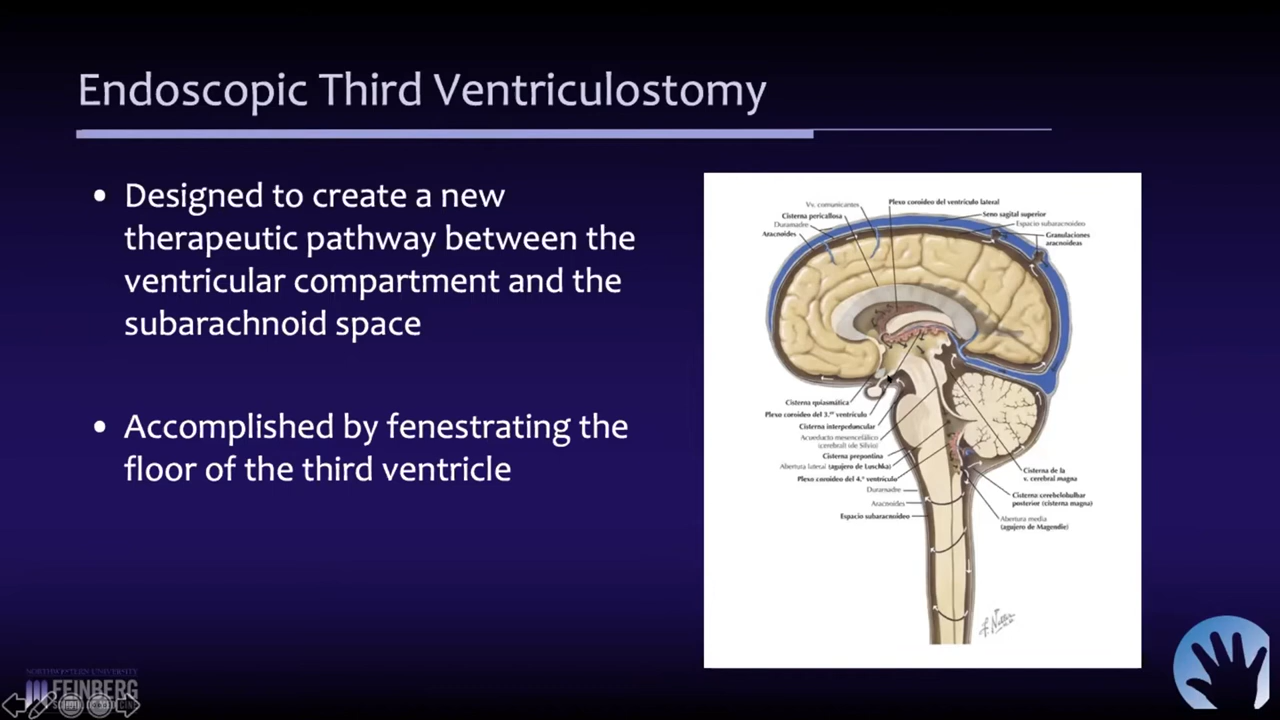 Endoscopic Third Ventriculostomy
• Designed to create a new
therapeutic pathway between the
ventricular compartment and the
subarachnoid space
• Accomplished by fenestrating the
floor of the third ventricle
Vv. comunicantes
Cisterna pericallosa
Duramadre
Aracnoides
Plexo coroideo del ventrículo lateral
Seno sagital superior
Espacio subaracnoideo
Granulaciones
aracnoideas
Cisterna quiasmática
Plexo coroideo del 3.er ventrículo
Cisterna interpeduncular
Acueducto mesencefálico
(cerebral) (de Silvio)
Cisterna prepontina
Abertura lateral (agujero de Luschka)
Plexo coroideo del 4.º ventrículo
Duramadre
Aracnoides
Espacio subaracnoideo
Cisterna de la
v. cerebral magna
Cisterna cerebelobulbar
posterior (cisterna magna)
Abertura media
(agujero de Magendie)
F. Netter
NORTHWESTERN UNIVERSITY
FEINBERG